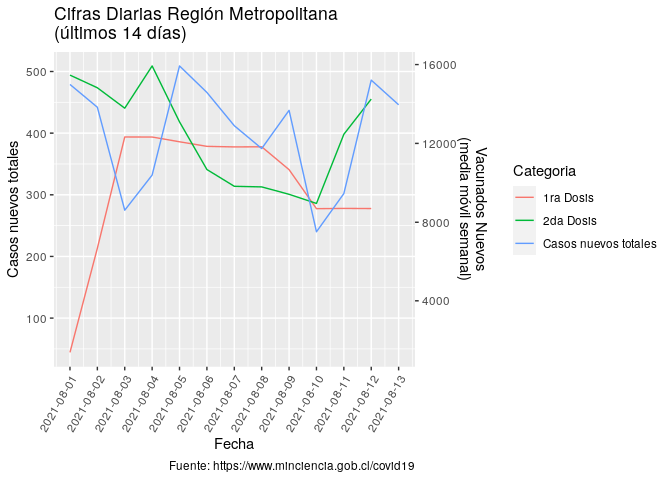 Cifras Diarias Región Metropolitana
(últimos 14 días)
Casos nuevos totales
500
400
300
200
100
16000
12000
8000
4000
Vacunados Nuevos
(media móvil semanal)
2021-08-01
2021-08-02
2021-08-03
2021-08-04
2021-08-05
2021-08-06
2021-08-07
2021-08-08
2021-08-09
2021-08-10
2021-08-11
2021-08-12
2021-08-13
Fecha
Categoria
1ra Dosis
2da Dosis
Casos nuevos totales
Fuente: https://www.minciencia.gob.cl/covid19